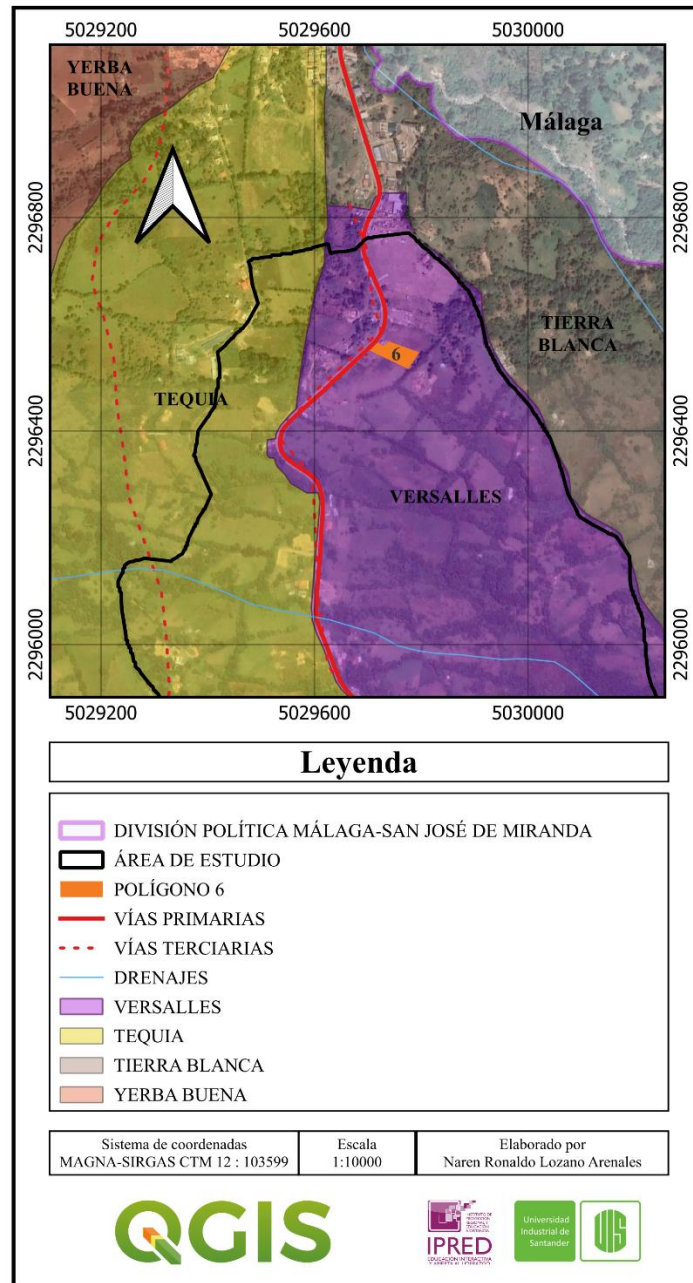 YERBA
BUENA
Málaga
TIERRA
BLANCA
6
TEQUIA
VERSALLES
2296800
2296400
2296000
2296800
2296400
2296000
5029200
5029600
5030000
Leyenda
DIVISIÓN POLÍTICA MÁLAGA-SAN JOSÉ DE MIRANDA
ÁREA DE ESTUDIO
POLÍGONO 6
VÍAS PRIMARIAS
VÍAS TERCIARIAS
DRENAJES
VERSALLES
TEQUIA
TIERRA BLANCA
YERBA BUENA
Sistema de coordenadas
MAGNA-SIRGAS CTM 12 : 103599
Escala
1:10000
Elaborado por
Naren Ronaldo Lozano Arenales
QGIS
IPRED
Universidad
Industrial de
Santander
UIS